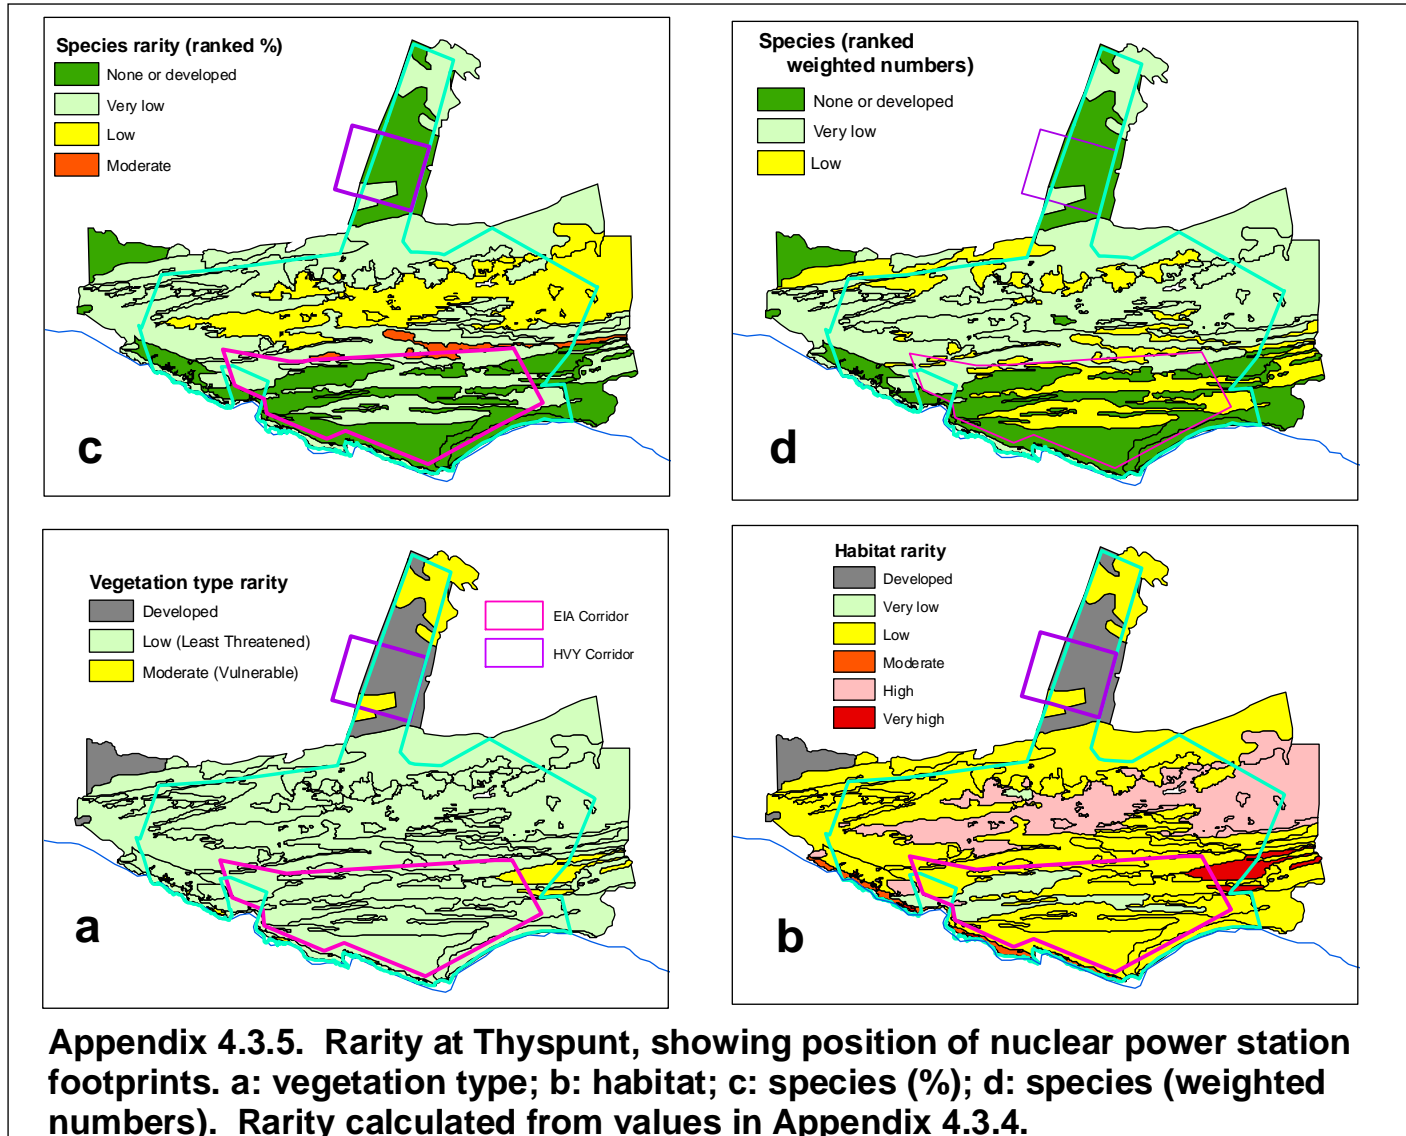 Species rarity (ranked %)
None or developed
Very low
Low
Moderate
c
Species (ranked
weighted numbers)
None or developed
Very low
Low
d
Vegetation type rarity
Developed
Low (Least Threatened)
Moderate (Vulnerable)
EIA Corridor
HVY Corridor
a
Habitat rarity
Developed
Very low
Low
Moderate
High
Very high
b
Appendix 4.3.5.  Rarity at Thyspunt, showing position of nuclear power station
footprints. a: vegetation type; b: habitat; c: species (%); d: species (weighted
numbers).  Rarity calculated from values in Appendix 4.3.4.